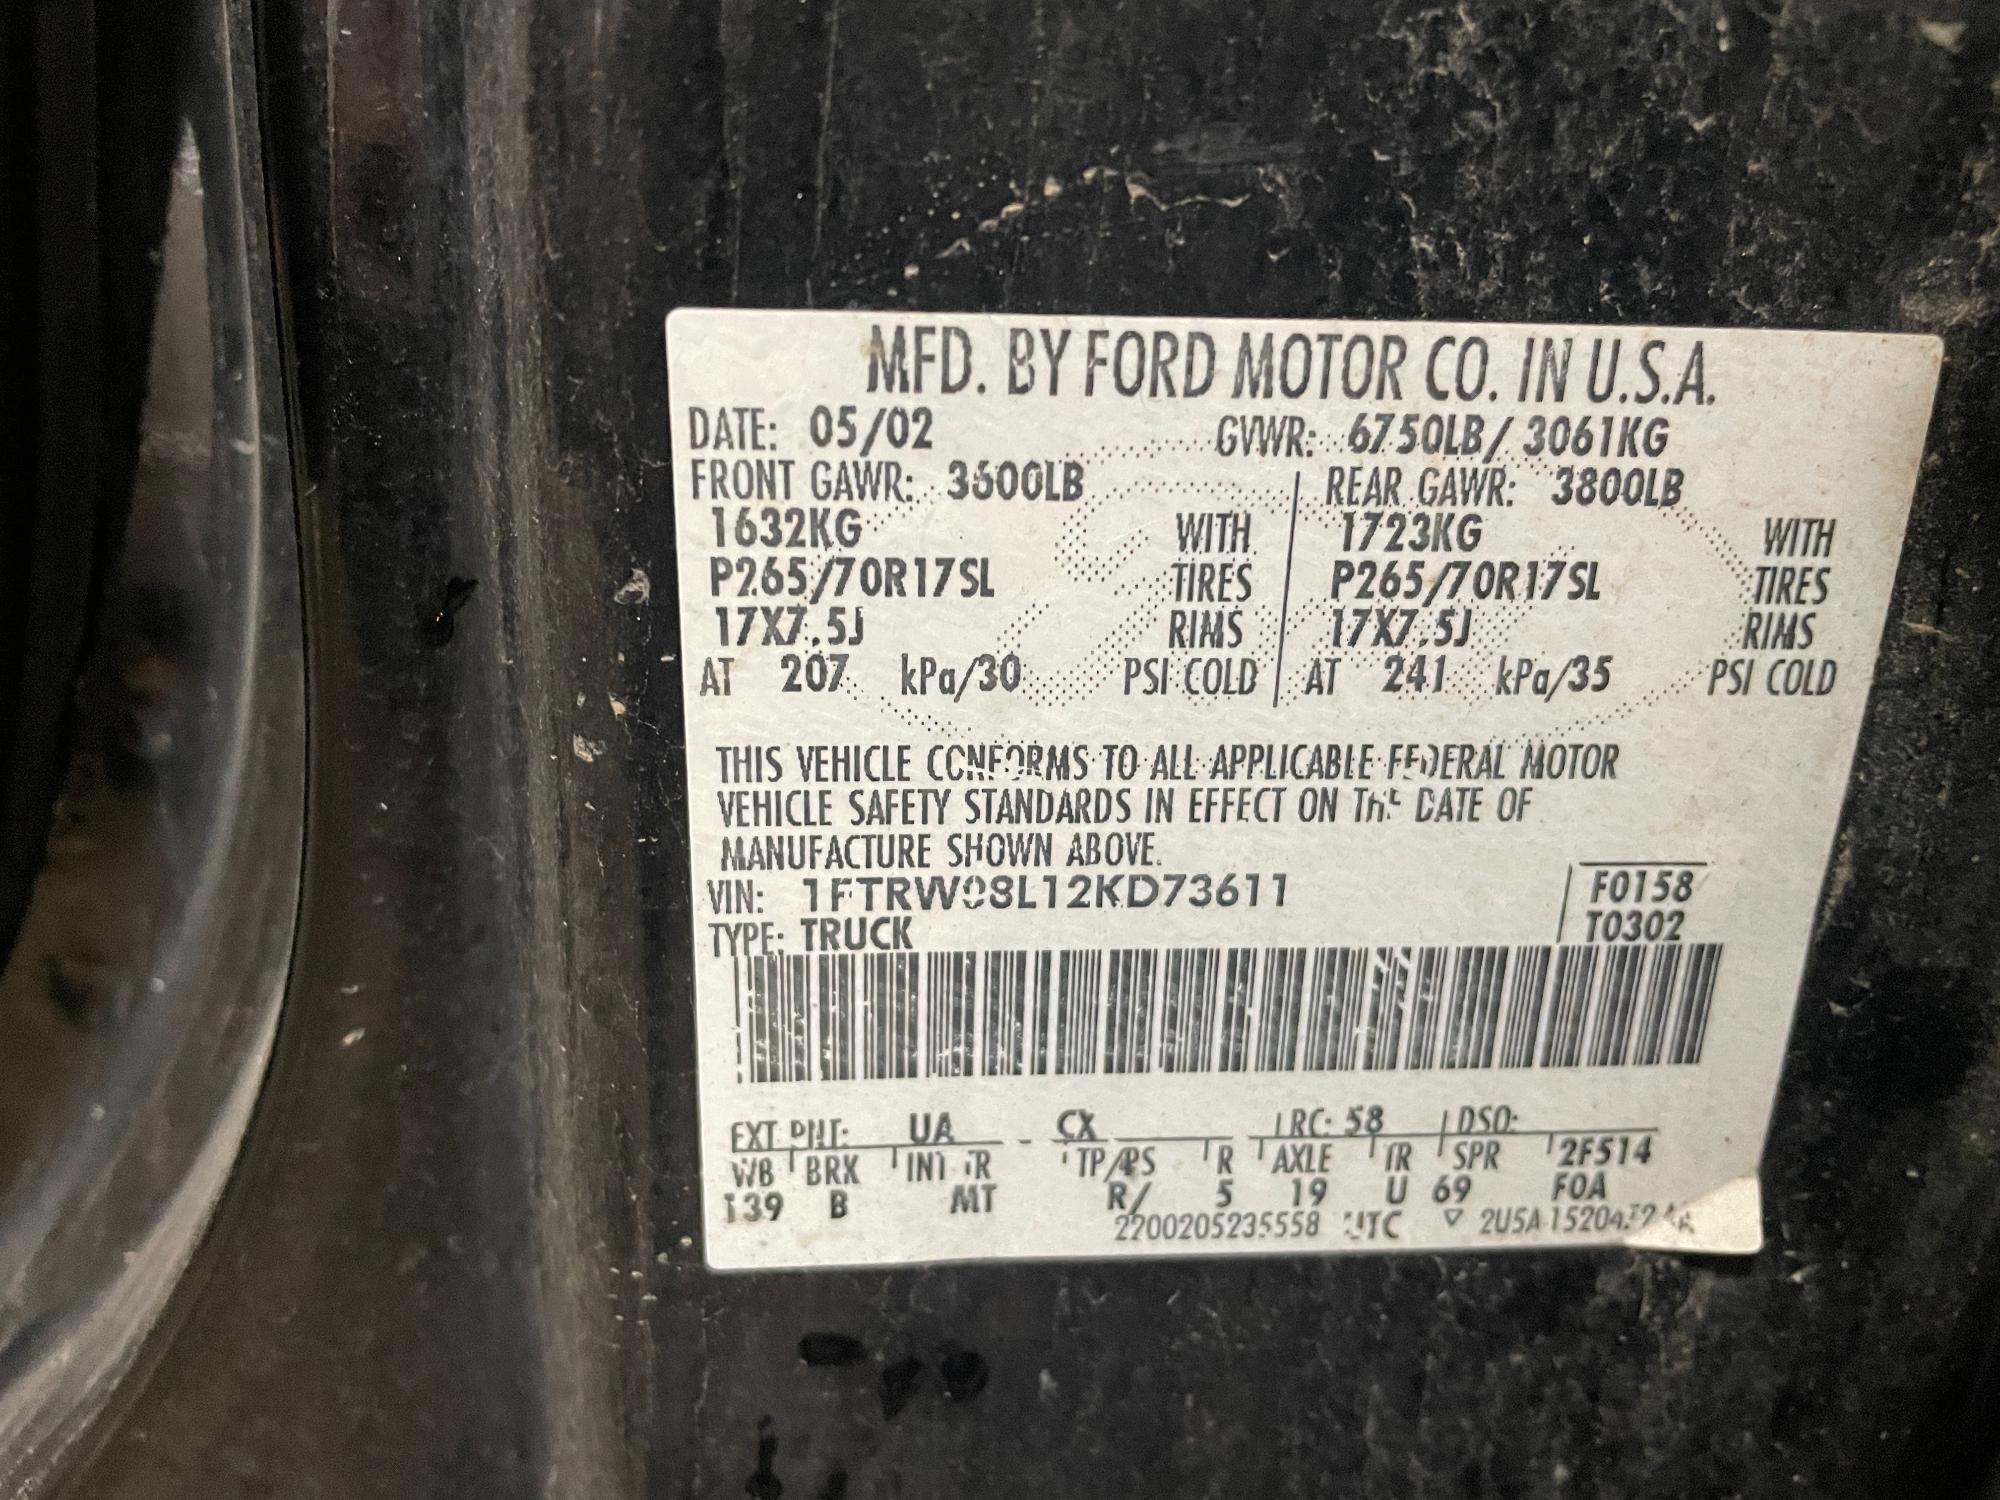 MFD. BY FORD MOTOR CO. IN U.S.A.
DATE: 05/02 GVWR: 6750LB/ 3061KG
FRONT GAWR: 3600LB REAR GAWR: 3800LB
1632KG WITH 1723KG WITH
P265/70R17SL TIRES P265/70R17SL TIRES
17X7.5J RIMS 17X7.5J RIMS
AT 207 kPa/30 PSI COLD AT 241 kPa/35 PSI COLD
THIS VEHICLE CONFORMS TO ALL APPLICABLE FEDERAL MOTOR
VEHICLE SAFETY STANDARDS IN EFFECT ON THE DATE OF
MANUFACTURE SHOWN ABOVE.
VIN: 1FTRW08L12KD73611 F0158
TYPE: TRUCK T0302
EXT PNT: UA CX RC: 58 DSO:
WB BRK INT TR TP/PS R AXLE TR SPR 2F514
139 B MT R/ 5 19 U 69 FOA
2200205235558 UTC